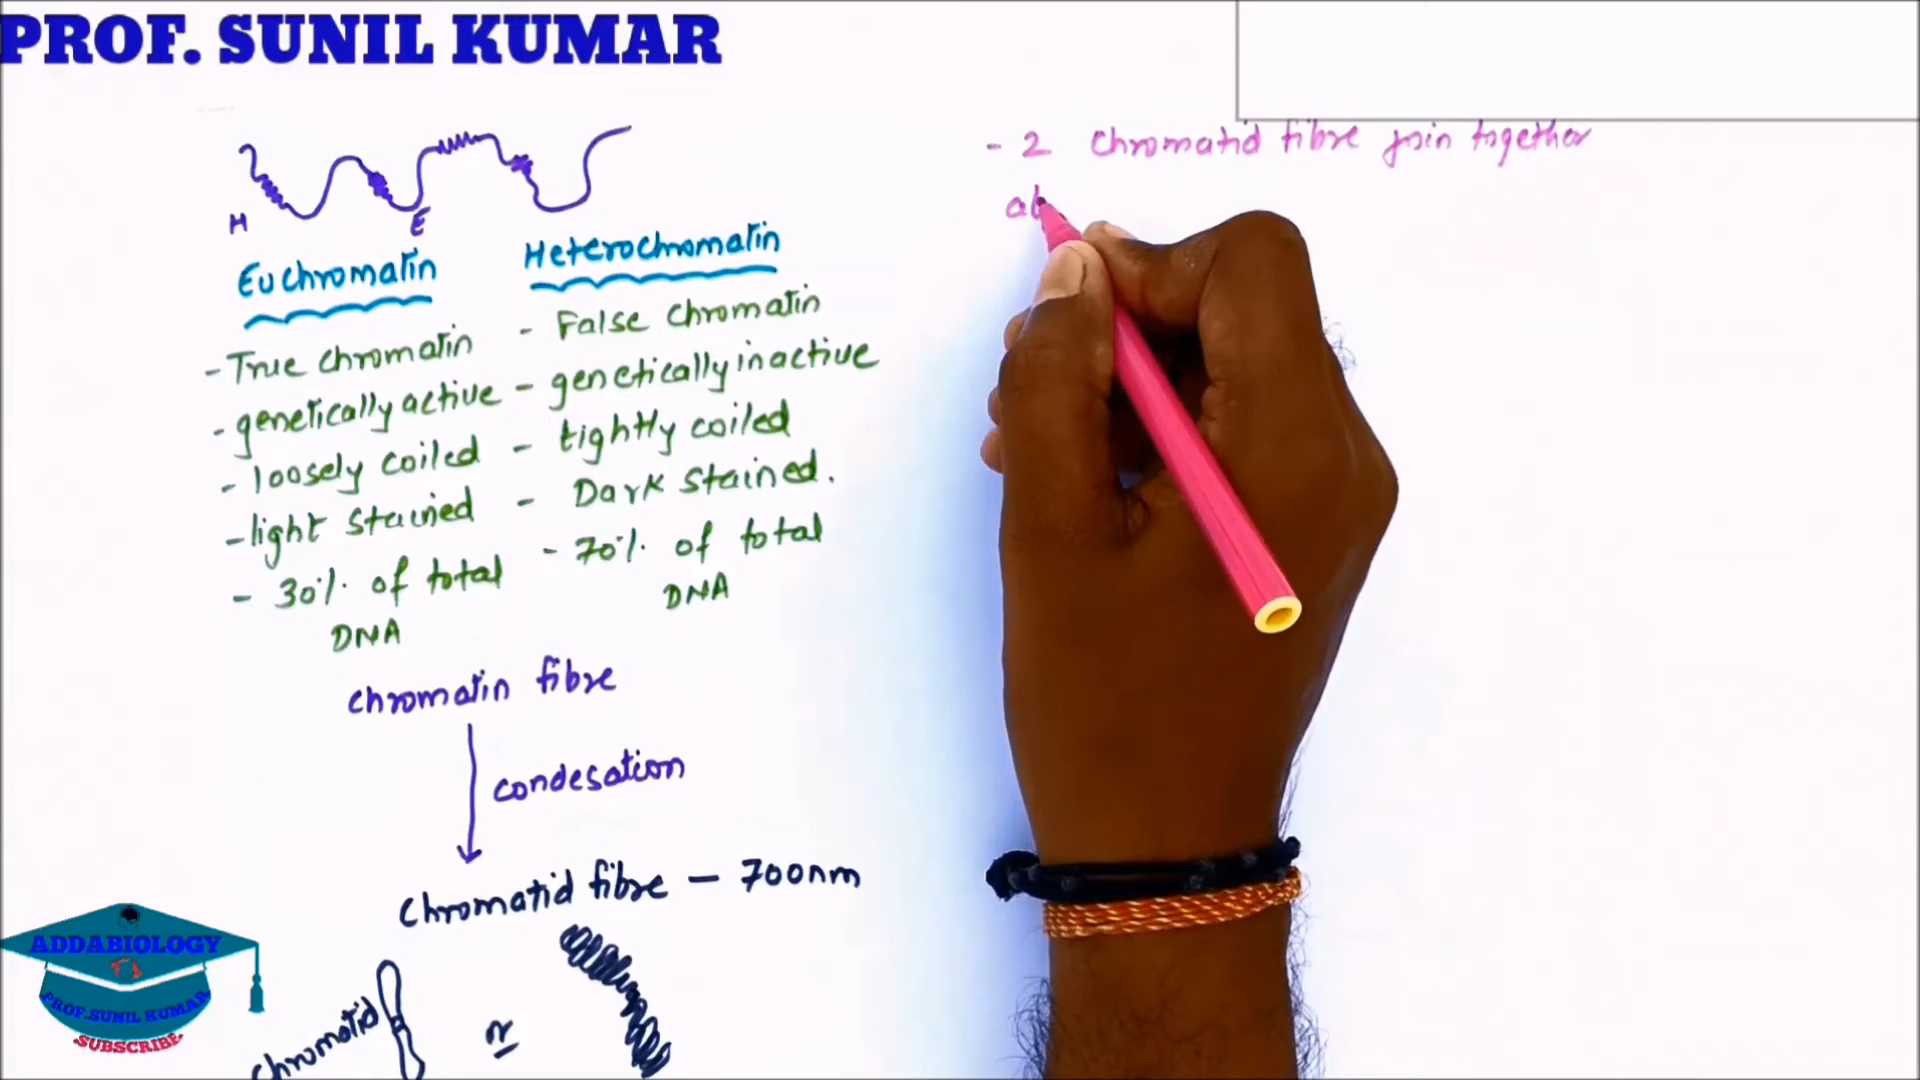 PROF. SUNIL KUMAR
H
E
Euchromatin
- True chromatin
- genetically active
- loosely coiled
- light stained
- 30% of total
DNA
Heterochromatin
- False chromatin
- genetically inactive
- tightly coiled
- Dark stained.
- 70% of total
DNA
chromatin fibre
condesation
chromatid fibre - 700nm
chromatid
- 2 chromatid fibre join together
ADDABIOLOGY
PROF.SUNIL KUMAR
SUBSCRIBE